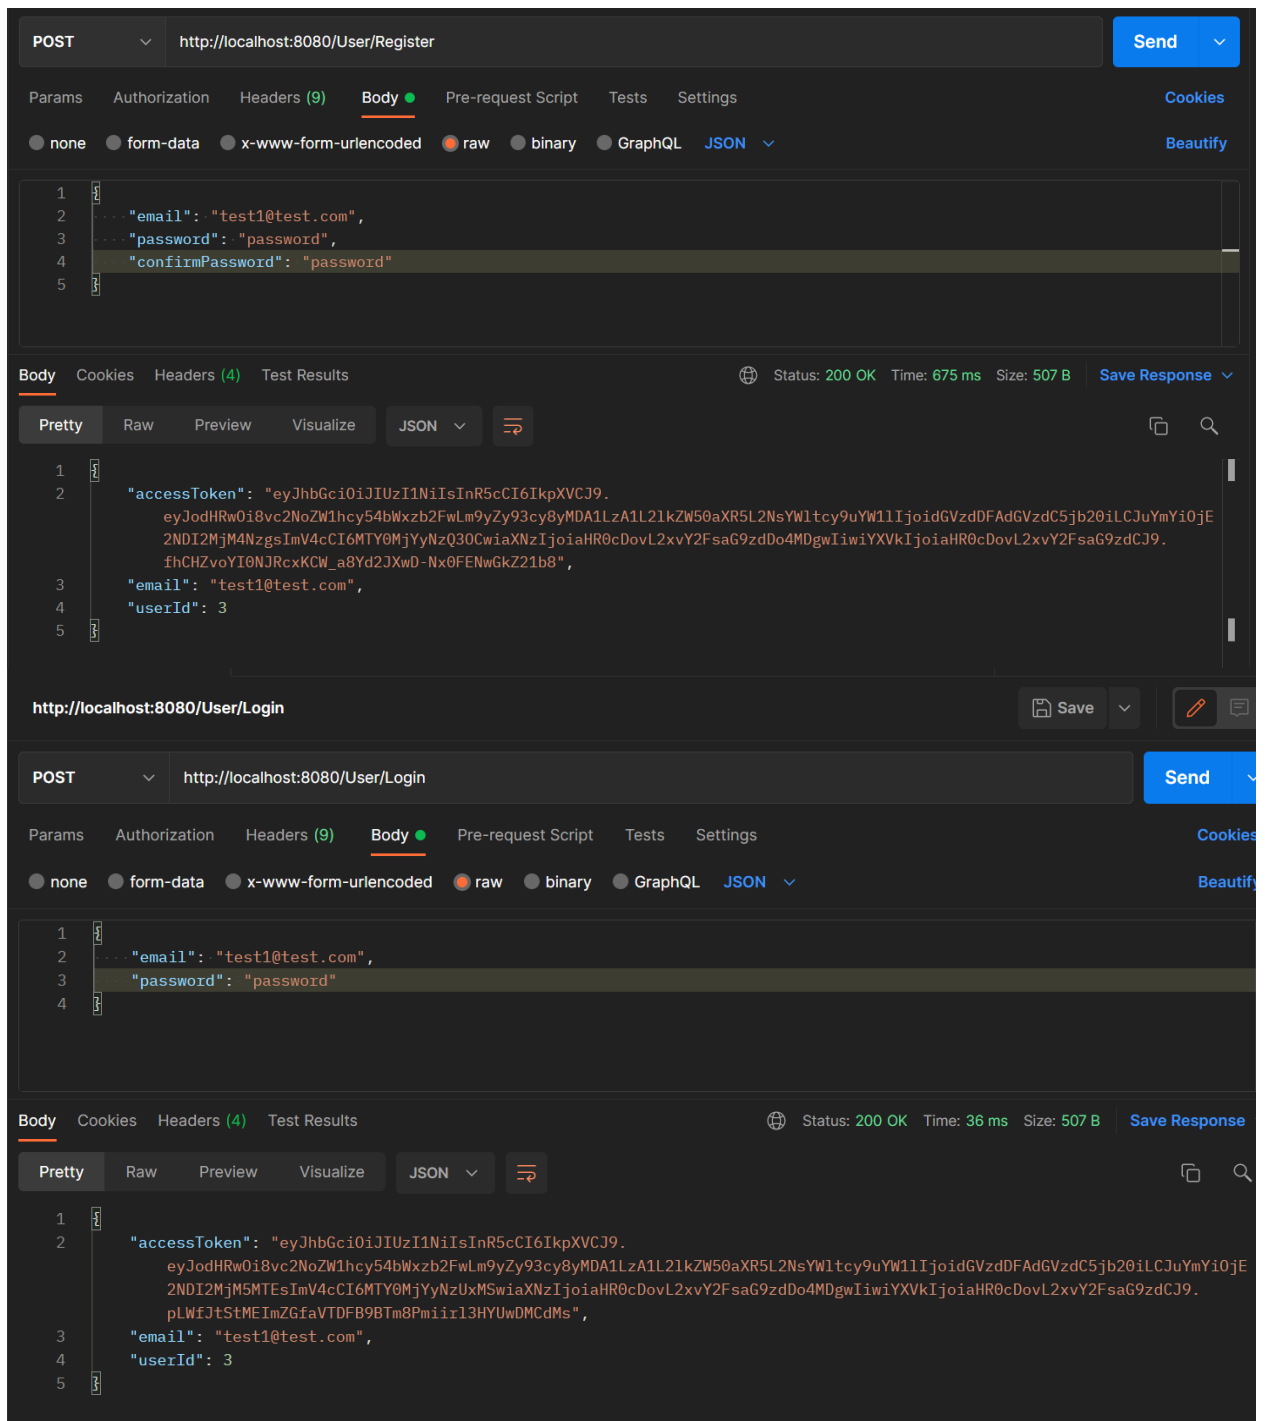 POST http://localhost:8080/User/Register Send
Params Authorization Headers (9) Body Pre-request Script Tests Settings Cookies
none form-data x-www-form-urlencoded raw binary GraphQL JSON Beautify
1 {
2 "email": "test1@test.com",
3 "password": "password",
4 "confirmPassword": "password"
5 }
Body Cookies Headers (4) Test Results Status: 200 OK Time: 675 ms Size: 507 B Save Response
Pretty Raw Preview Visualize JSON
1 {
2 "accessToken": "eyJhbGciOiJIUzI1NiIsInR5cCI6IkpXVCJ9.
eyJodHRwOi8vc2NoZW1hcy54bWxzb2FwLm9yZy93cy8yMDA1LzA1L2lkZW50aXR5L2NsYWltcy9uYW1lIjoidGVzdDFAdGVzdC5jb20iLCJuYmYiOjE
2NDI2MjM4NzgsImV4cCI6MTY0MjYyNzQ3OCwiaXNzIjoiaHR0cDovL2xvY2FsaG9zdDo4MDgwIiwiYXVkIjoiaHR0cDovL2xvY2FsaG9zdCJ9.
fhCHZvoYI0NJRcxKCW_a8Yd2JXwD-Nx0FENwGkZ21b8",
3 "email": "test1@test.com",
4 "userId": 3
5 }
http://localhost:8080/User/Login Save
POST http://localhost:8080/User/Login Send
Params Authorization Headers (9) Body Pre-request Script Tests Settings Cookies
none form-data x-www-form-urlencoded raw binary GraphQL JSON Beautify
1 {
2 "email": "test1@test.com",
3 "password": "password"
4 }
Body Cookies Headers (4) Test Results Status: 200 OK Time: 36 ms Size: 507 B Save Response
Pretty Raw Preview Visualize JSON
1 {
2 "accessToken": "eyJhbGciOiJIUzI1NiIsInR5cCI6IkpXVCJ9.
eyJodHRwOi8vc2NoZW1hcy54bWxzb2FwLm9yZy93cy8yMDA1LzA1L2lkZW50aXR5L2NsYWltcy9uYW1lIjoidGVzdDFAdGVzdC5jb20iLCJuYmYiOjE
2NDI2MjM5MTEsImV4cCI6MTY0MjYyNzUxMSwiaXNzIjoiaHR0cDovL2xvY2FsaG9zdDo4MDgwIiwiYXVkIjoiaHR0cDovL2xvY2FsaG9zdCJ9.
pLWfJtStMEImZGfaVTDFB9BTm8Pmiirl3HYUwDMCdMs",
3 "email": "test1@test.com",
4 "userId": 3
5 }